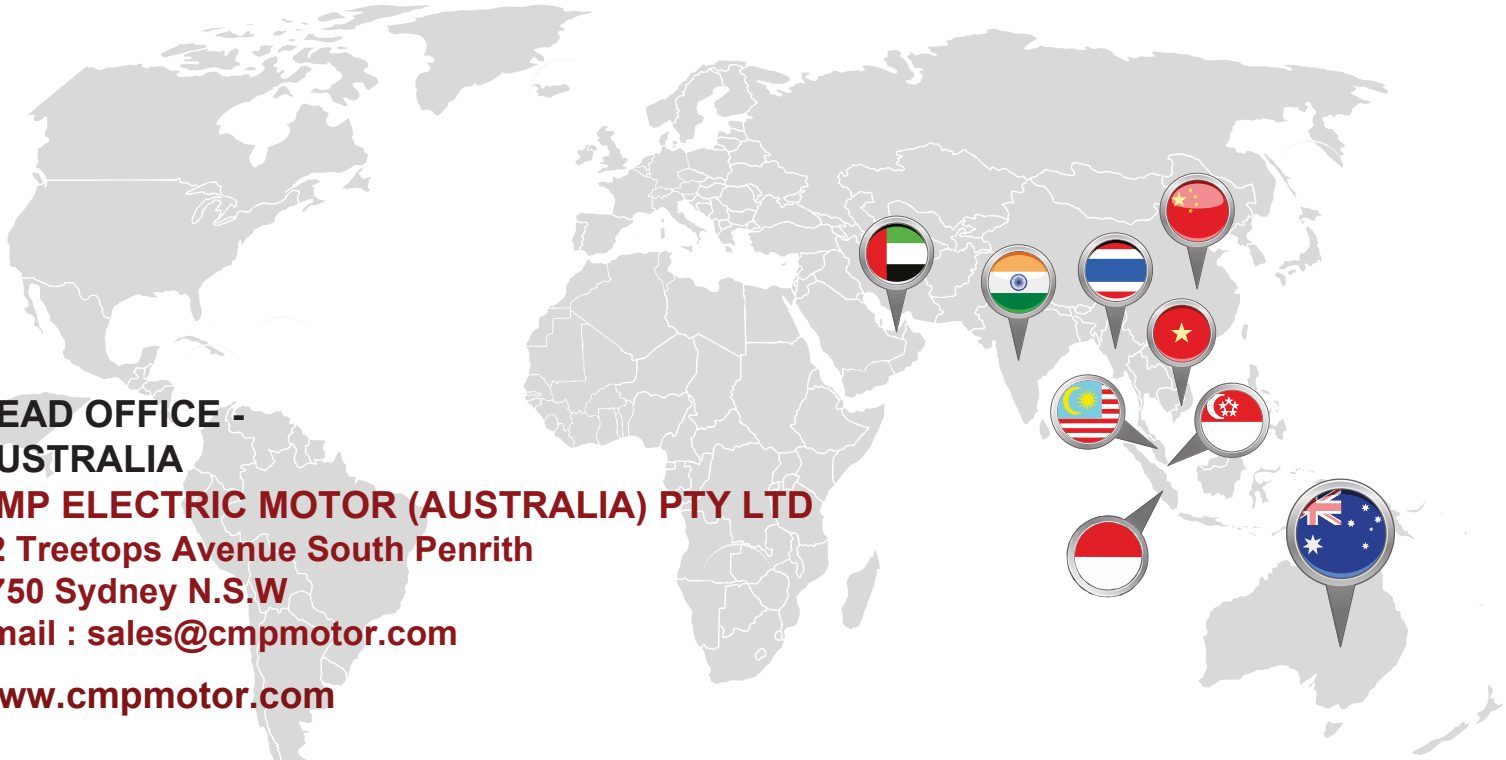 EAD OFFICE -
USTRALIA
MP ELECTRIC MOTOR (AUSTRALIA) PTY LTD
2 Treetops Avenue South Penrith
750 Sydney N.S.W
mail : sales@cmpmotor.com
ww.cmpmotor.com